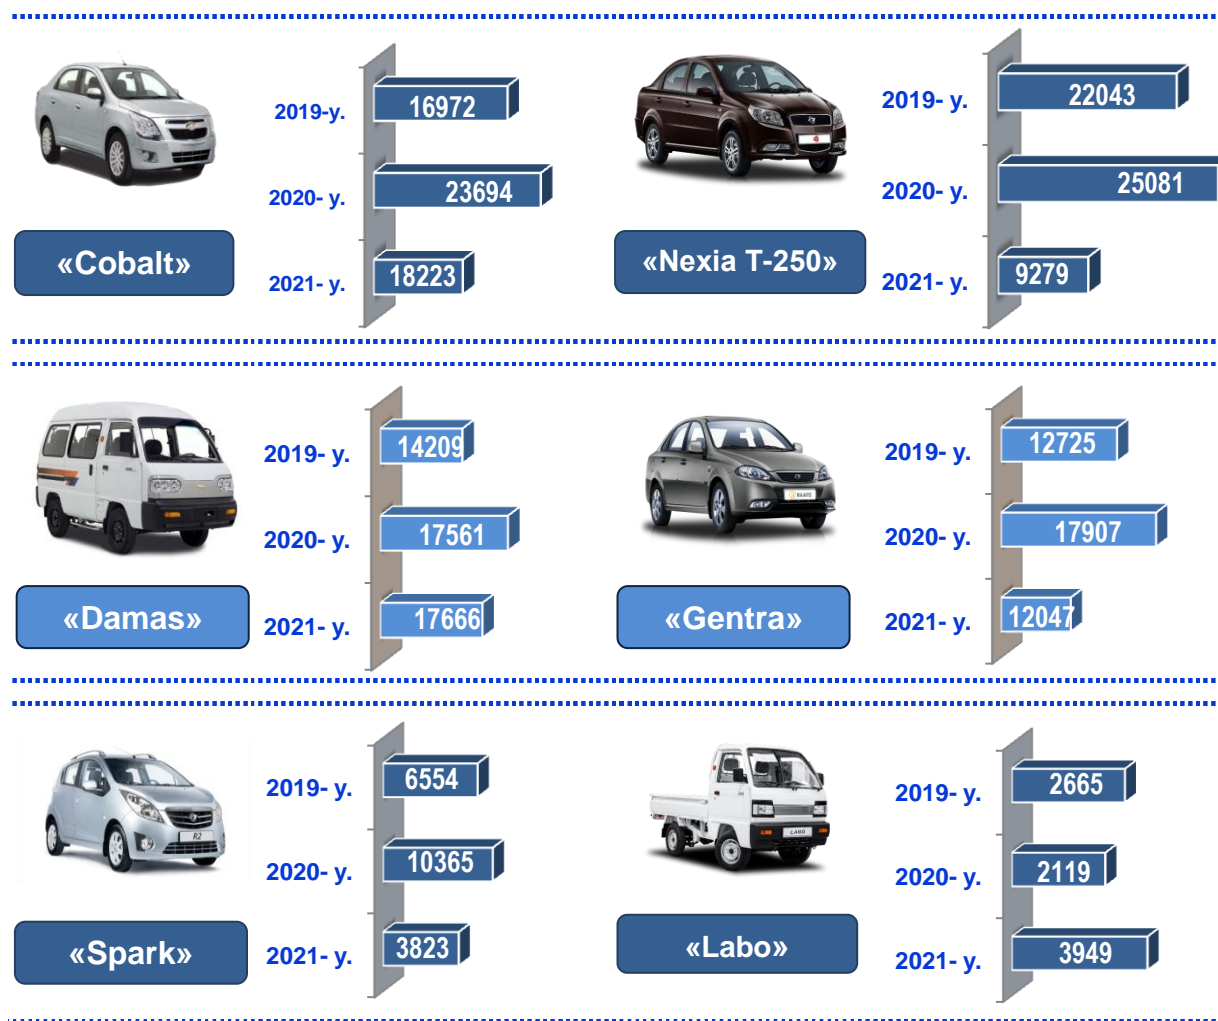 2019-y.
16972
2020- y.
23694
2021- y.
18223
«Cobalt»
2019- y.
22043
2020- y.
25081
2021- y.
9279
«Nexia T-250»
2019- y.
14209
2020- y.
17561
2021- y.
17666
«Damas»
2019- y.
12725
2020- y.
17907
2021- y.
12047
«Gentra»
2019- y.
6554
2020- y.
10365
2021- y.
3823
R2
«Spark»
2019- y.
2665
2020- y.
2119
2021- y.
3949
LABO
«Labo»